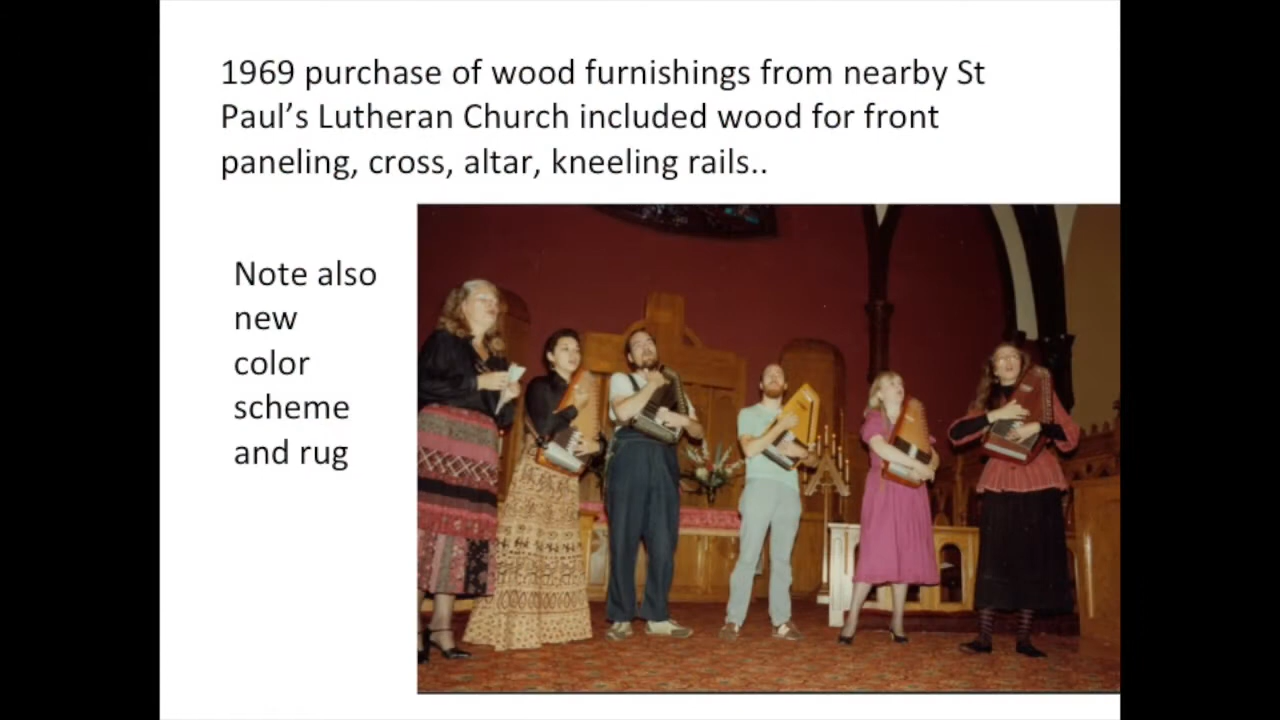 1969 purchase of wood furnishings from nearby St
Paul’s Lutheran Church included wood for front
paneling, cross, altar, kneeling rails..
Note also
new
color
scheme
and rug